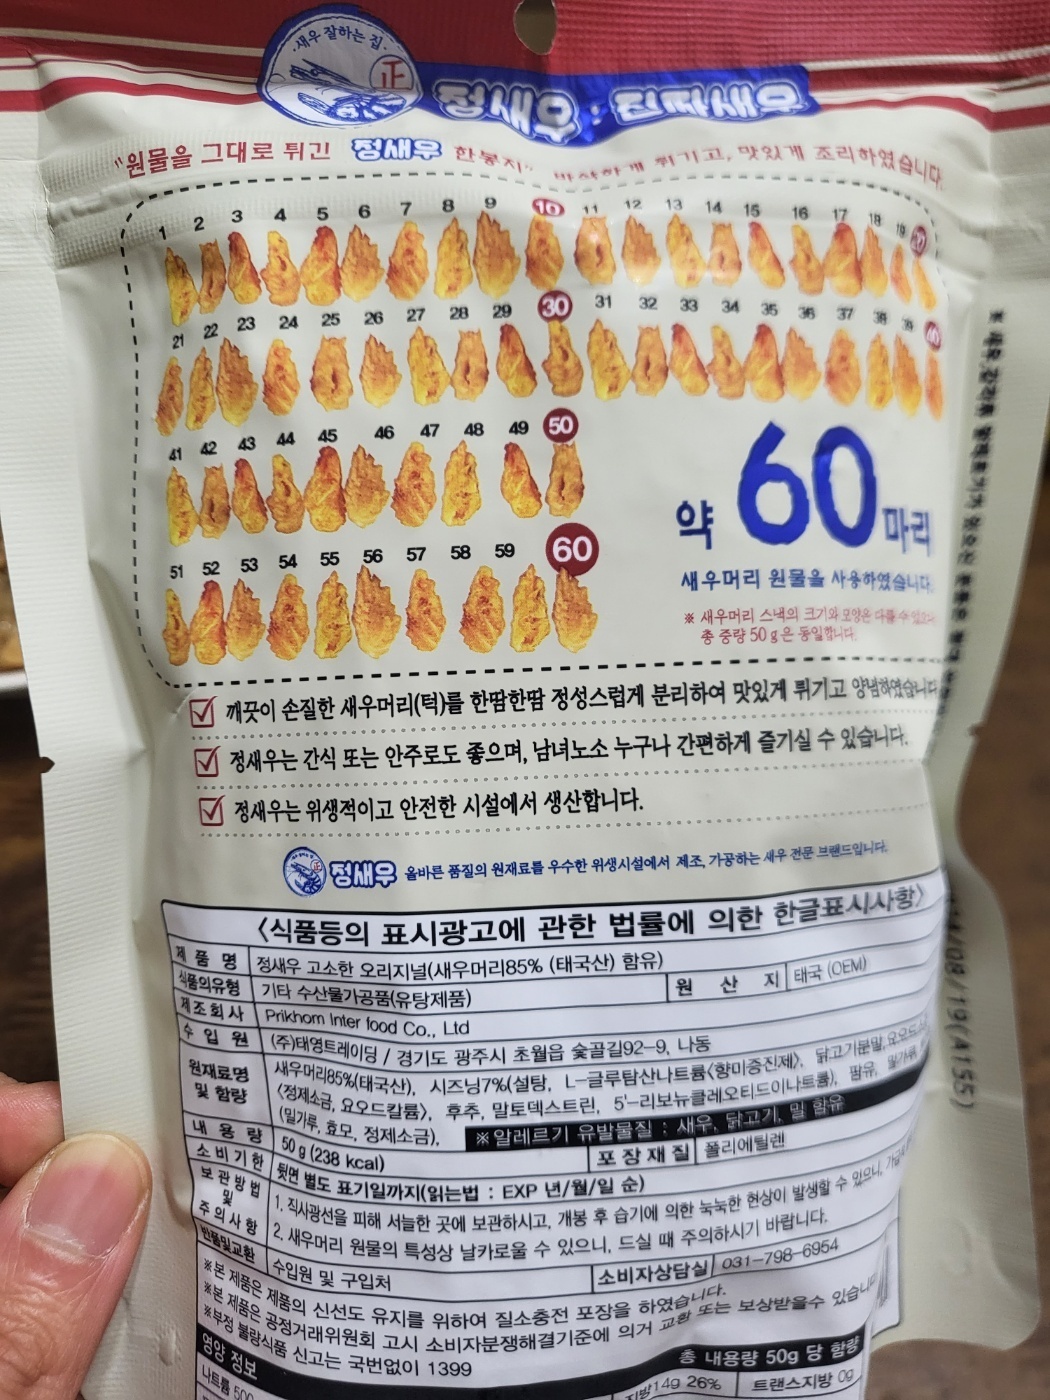 새우 잘하는 집
正
정새우 : 진짜새우
"원물을 그대로 튀긴 정새우 한봉지" 바삭하게 튀기고, 맛있게 조리하였습니다.
1 2 3 4 5 6 7 8 9 10 11 12 13 14 15 16 17 18 19
21 22 23 24 25 26 27 28 29 30 31 32 33 34 35 36 37 38 39 40
41 42 43 44 45 46 47 48 49 50
51 52 53 54 55 56 57 58 59 60
약 60마리
새우머리 원물을 사용하였습니다.
※ 새우머리 스낵의 크기와 모양은 다를 수 있으나
총 중량 50g은 동일합니다.
깨끗이 손질한 새우머리(턱)를 한땀한땀 정성스럽게 분리하여 맛있게 튀기고 양념하였습니다
정새우는 간식 또는 안주로도 좋으며, 남녀노소 누구나 간편하게 즐기실 수 있습니다.
정새우는 위생적이고 안전한 시설에서 생산합니다.
정새우 올바른 품질의 원재료를 우수한 위생시설에서 제조, 가공하는 새우 전문 브랜드입니다.
<식품등의 표시광고에 관한 법률에 의한 한글표시사항>
제 품 명 정새우 고소한 오리지널(새우머리85% (태국산) 함유)
식품의유형 기타 수산물가공품(유탕제품) 원 산 지 태국 (OEM)
제조회사 Prikhom Inter food Co., Ltd
수 입 원 (주)태영트레이딩 / 경기도 광주시 초월읍 숯골길92-9, 나동
원재료명 및 함량 새우머리85%(태국산), 시즈닝7%(설탕, L-글루탐산나트륨<향미증진제>, 닭고기분말,
<정제소금, 요오드칼륨>, 후추, 말토덱스트린, 5'-리보뉴클레오티드이나트륨), 팜유,
(밀가루, 효모, 정제소금), ※알레르기 유발물질 : 새우, 닭고기, 밀 함유
내 용 량 50g (238 kcal) 포장재질 폴리에틸렌
소비기한 뒷면 별도 표기일까지(읽는법 : EXP 년/월/일 순)
보관방법 및 주의사항 1. 직사광선을 피해 서늘한 곳에 보관하시고, 개봉 후 습기에 의한 눅눅한 현상이 발생할 수 있으니,
2. 새우머리 원물의 특성상 날카로울 수 있으니, 드실 때 주의하시기 바랍니다.
반품및교환 수입원 및 구입처 소비자상담실 031-798-6954
※본 제품은 제품의 신선도 유지를 위하여 질소충전 포장을 하였습니다.
※본 제품은 공정거래위원회 고시 소비자분쟁해결기준에 의거 교환 또는 보상받을수 있습니다
※부정 불량식품 신고는 국번없이 1399
영양 정보 총 내용량 50g 당 함량
나트륨 500
지방14g 26% 트랜스지방 0g